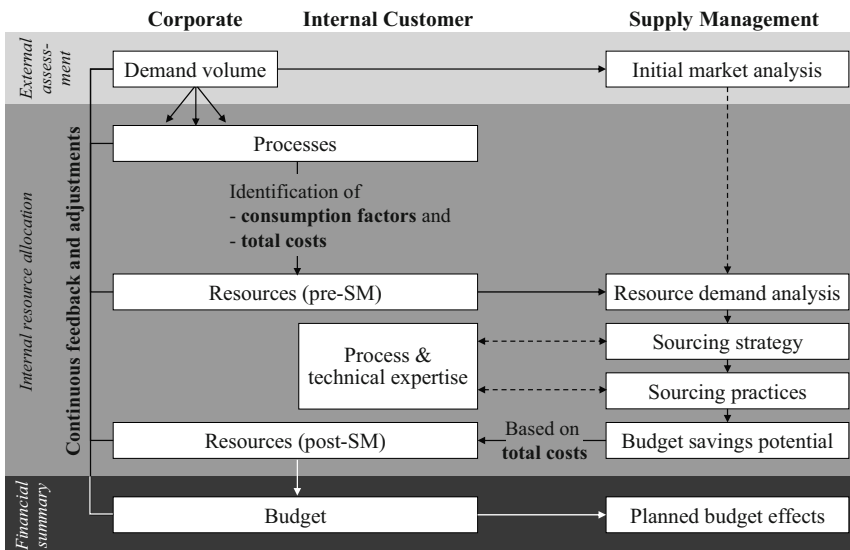 Corporate Internal Customer Supply Management
External
assess-
ment
Demand volume
Initial market analysis
Internal resource allocation
Continuous feedback and adjustments
Processes
Identification of
- consumption factors and
- total costs
Resources (pre-SM)
Resource demand analysis
Process &
technical expertise
Sourcing strategy
Sourcing practices
Resources (post-SM)
Based on
total costs
Budget savings potential
Financial
summary
Budget
Planned budget effects